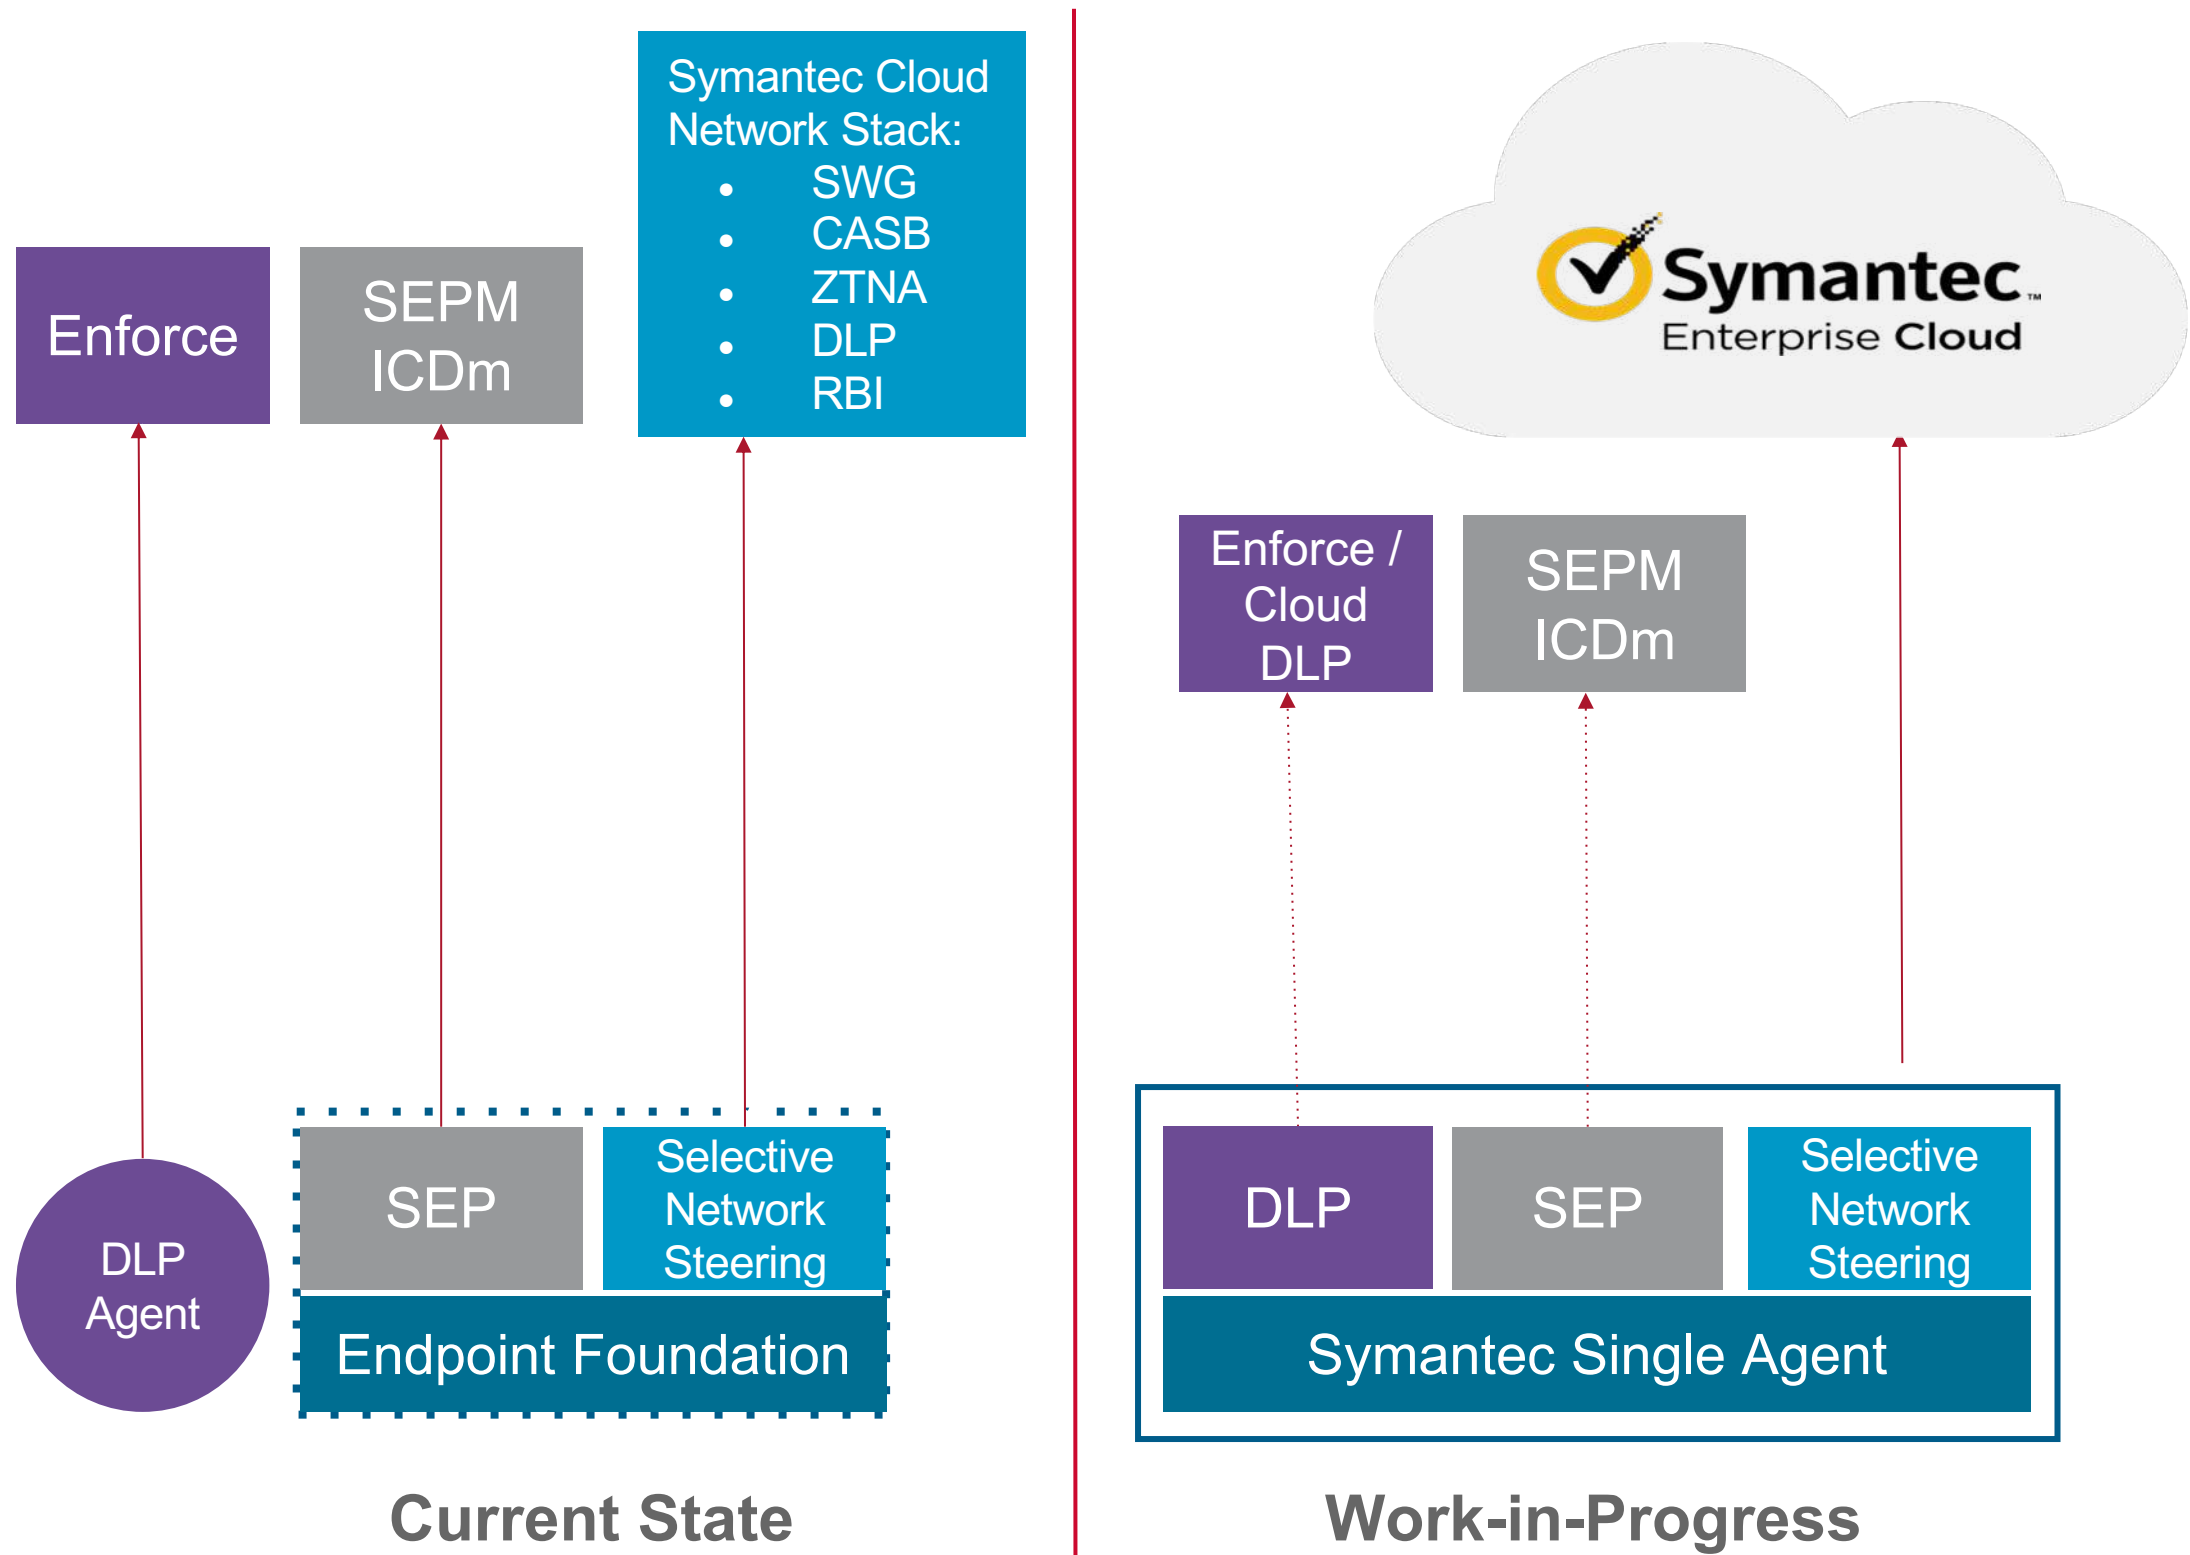 Symantec Cloud
Network Stack:
• SWG
• CASB
• ZTNA
• DLP
• RBI
Enforce
SEPM
ICDm
DLP
Agent
SEP
Selective
Network
Steering
Endpoint Foundation
Current State
Symantec™
Enterprise Cloud
Enforce /
Cloud
DLP
SEPM
ICDm
DLP
SEP
Selective
Network
Steering
Symantec Single Agent
Work-in-Progress